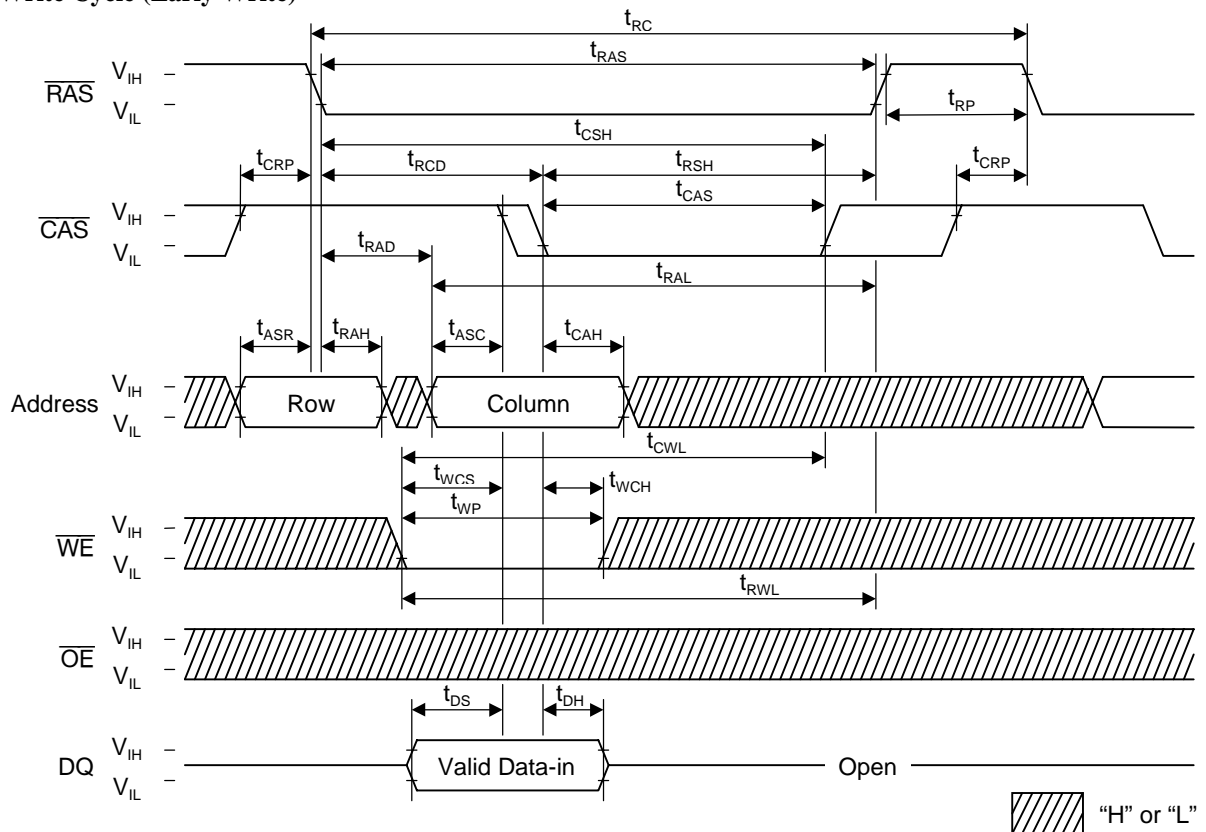 Write Cycle (Early Write)
tRC
tRAS
RAS
VIH
VIL
tRP
tCSH
tCRP
tRCD
tRSH
tCRP
tCAS
CAS
VIH
VIL
tRAD
tRAL
tASR
tRAH
tASC
tCAH
Address
VIH
VIL
Row
Column
tCWL
tWCS
tWCH
tWP
WE
VIH
VIL
tRWL
OE
VIH
VIL
tDS
tDH
DQ
VIH
VIL
Valid Data-in
Open
“H” or “L”